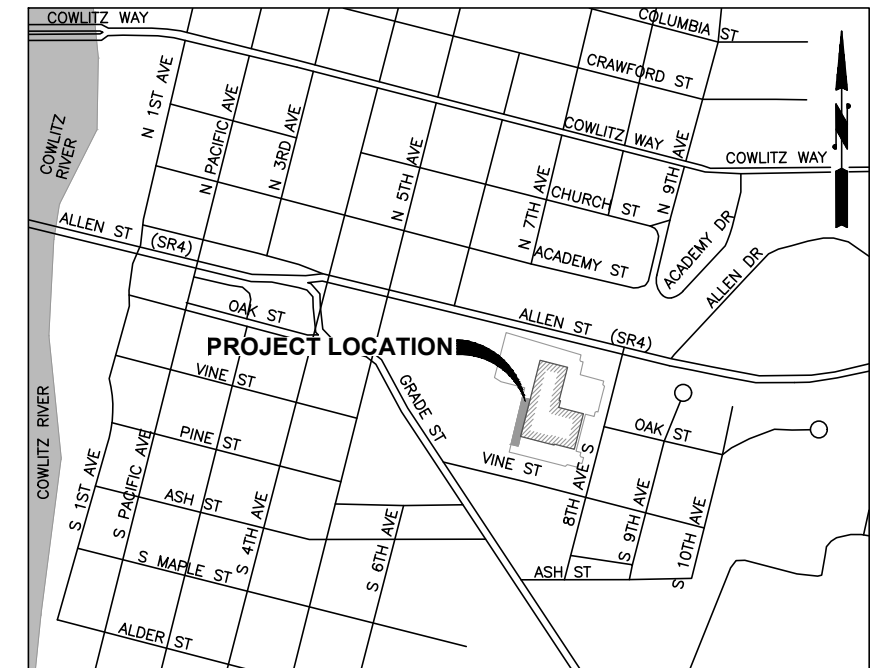 COWLITZ WAY
COLUMBIA ST
CRAWFORD ST
N 1ST AVE
N PACIFIC AVE
N 3RD AVE
N 5TH AVE
COWLITZ WAY
N 9TH AVE
COWLITZ WAY
COWLITZ
RIVER
N 7TH AVE
CHURCH ST
ACADEMY DR
ALLEN ST (SR4)
ACADEMY ST
ALLEN DR
N
OAK ST
ALLEN ST (SR4)
PROJECT LOCATION
VINE ST
GRADE ST
COWLITZ RIVER
PINE ST
OAK ST
VINE ST
8TH AVE S
S 1ST AVE
S PACIFIC AVE
ASH ST
S 4TH AVE
S 6TH AVE
S 9TH AVE
S 10TH AVE
S MAPLE ST
ASH ST
ALDER ST